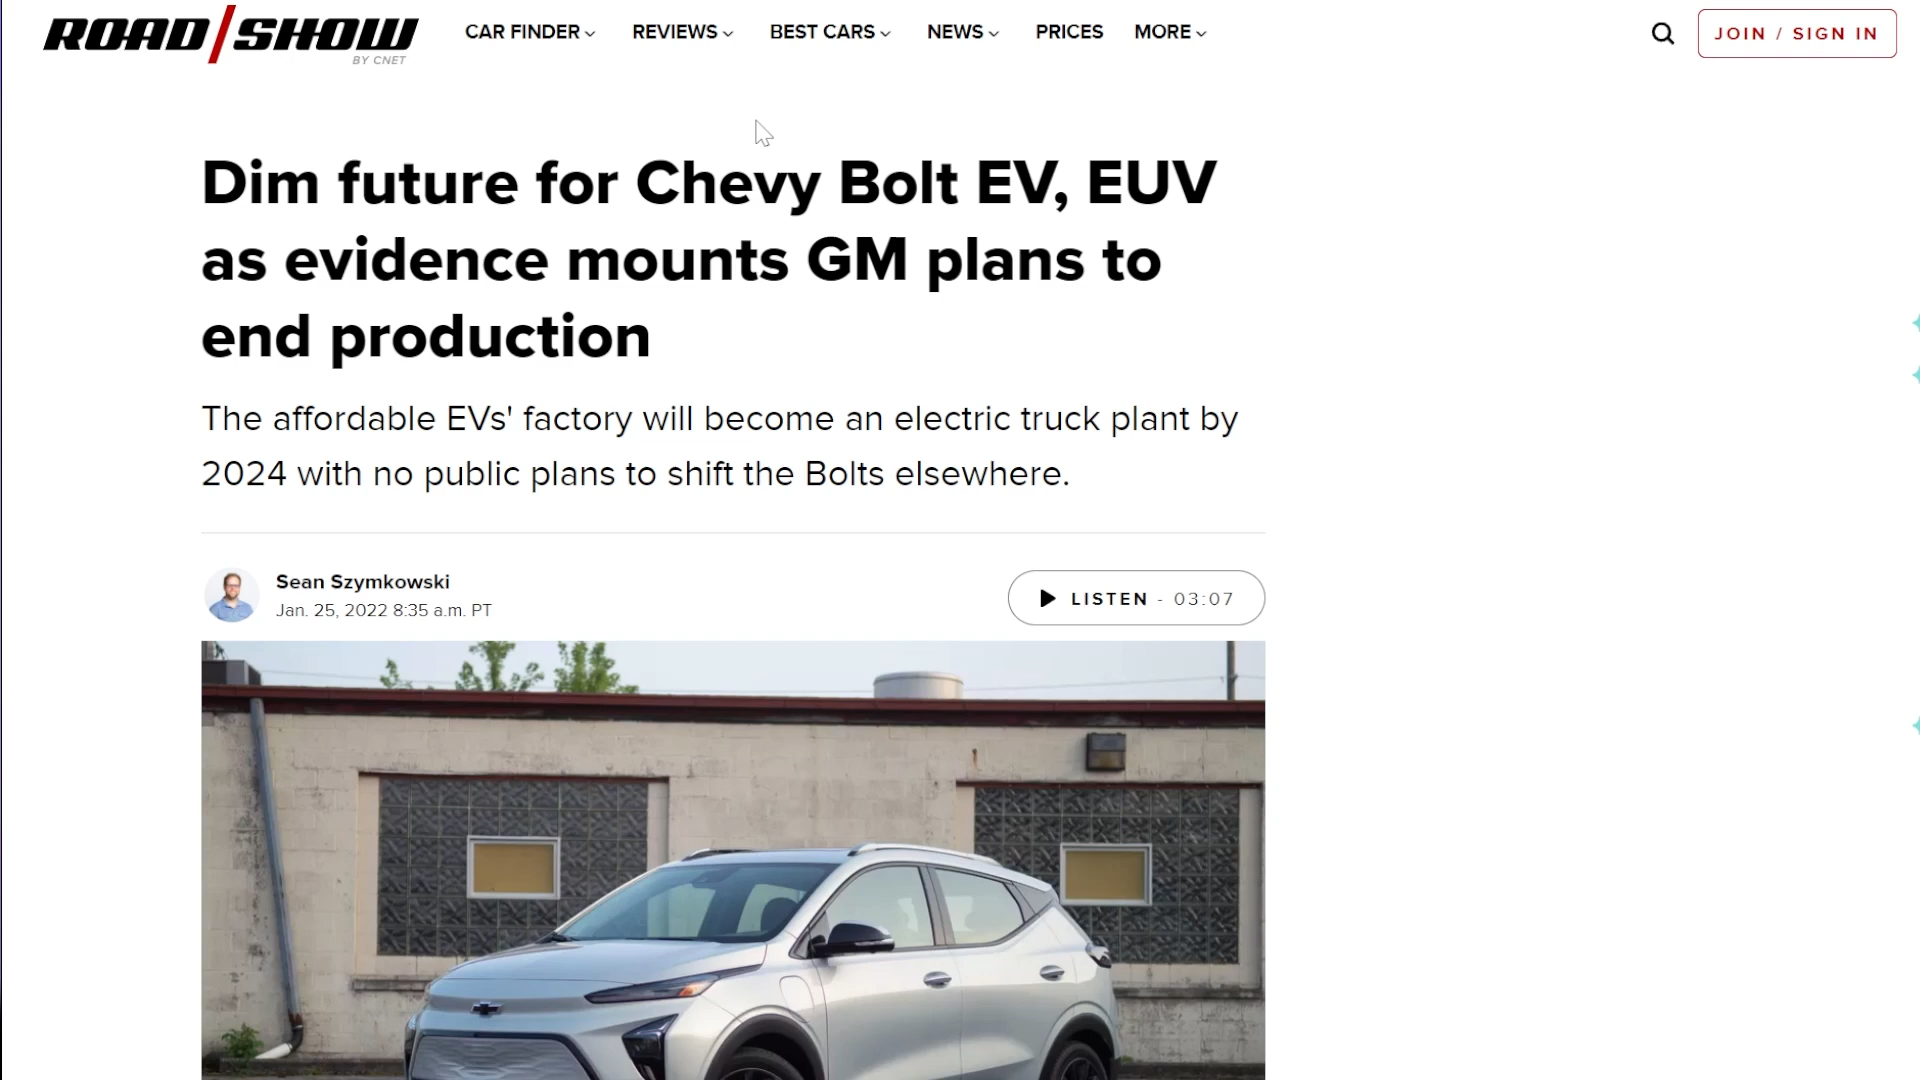 ROAD/SHOW
BY CNET
CAR FINDER
REVIEWS
BEST CARS
NEWS
PRICES
MORE
JOIN / SIGN IN
Dim future for Chevy Bolt EV, EUV
as evidence mounts GM plans to
end production
The affordable EVs' factory will become an electric truck plant by
2024 with no public plans to shift the Bolts elsewhere.
Sean Szymkowski
Jan. 25, 2022 8:35 a.m. PT
LISTEN - 03:07